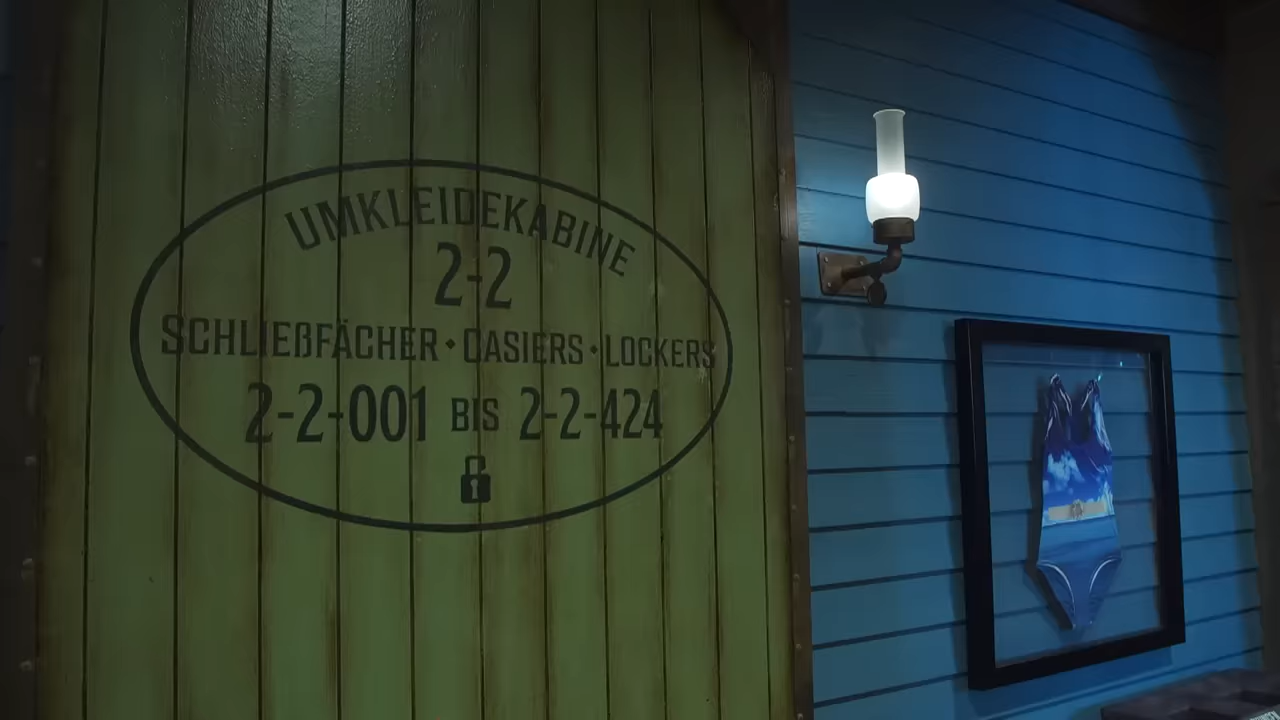 UMKLEIDEKABINE
2-2
SCHLIEßFÄCHER · CASIERS · LOCKERS
2-2-001 BIS 2-2-424